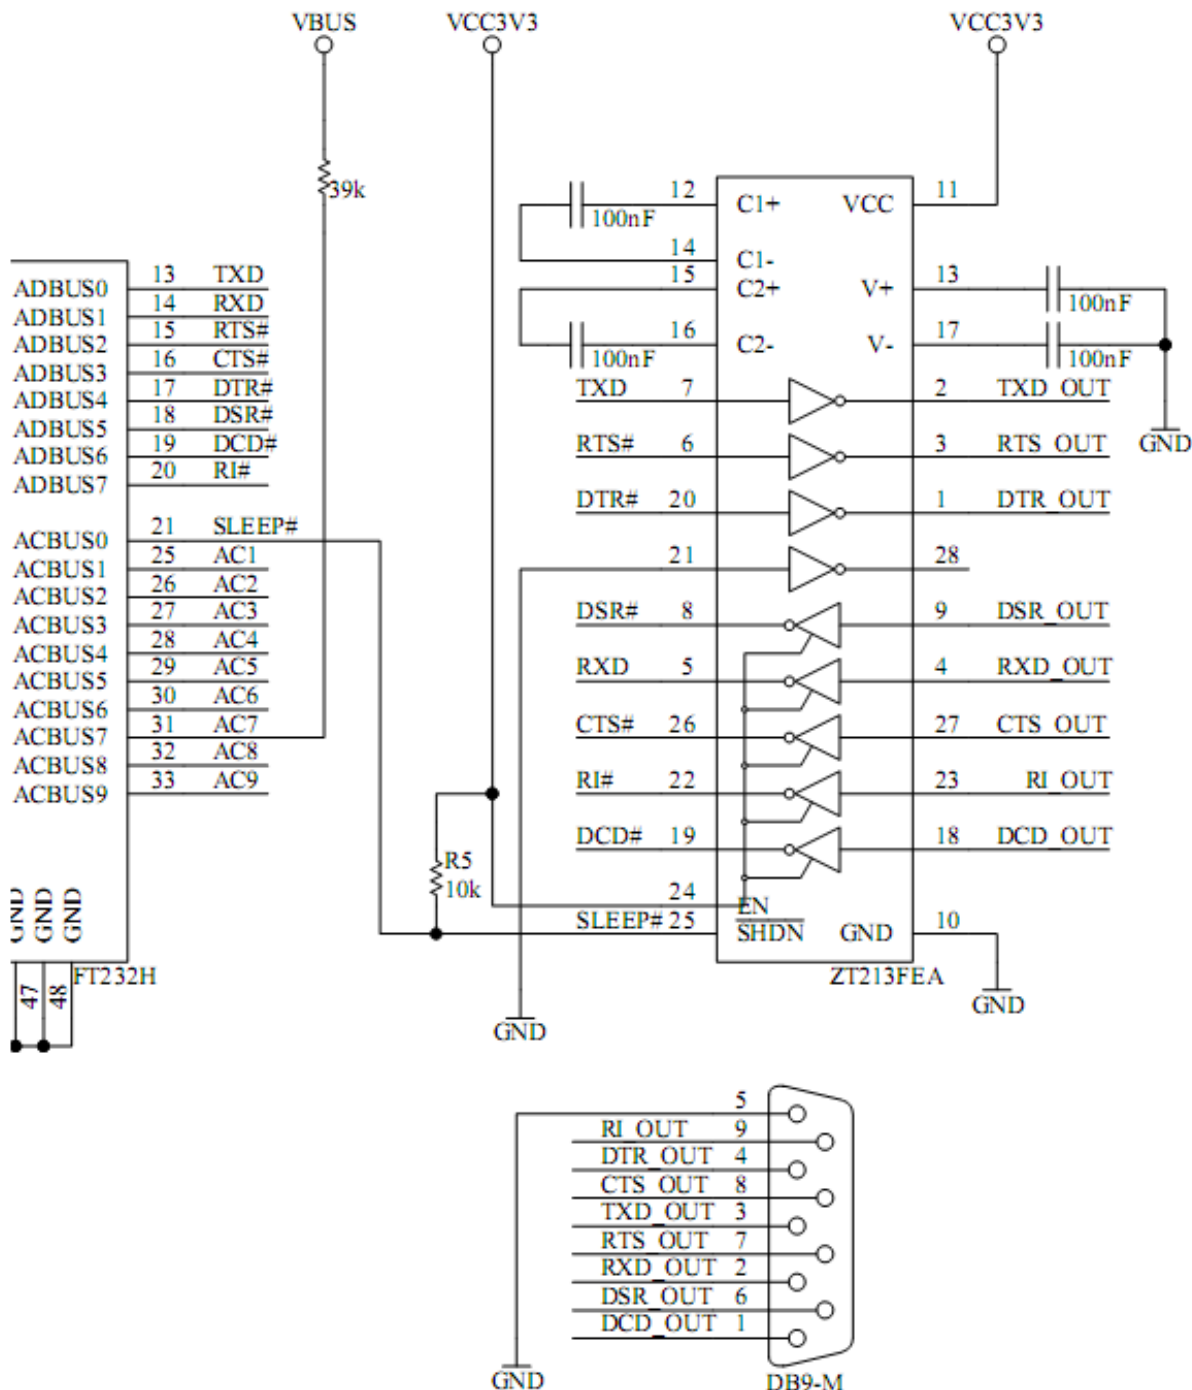 VBUS
VCC3V3
VCC3V3
39k
ADBUS0 13 TXD
ADBUS1 14 RXD
ADBUS2 15 RTS#
ADBUS3 16 CTS#
ADBUS4 17 DTR#
ADBUS5 18 DSR#
ADBUS6 19 DCD#
ADBUS7 20 RI#
ACBUS0 21 SLEEP#
ACBUS1 25 AC1
ACBUS2 26 AC2
ACBUS3 27 AC3
ACBUS4 28 AC4
ACBUS5 29 AC5
ACBUS6 30 AC6
ACBUS7 31 AC7
ACBUS8 32 AC8
ACBUS9 33 AC9
GND
GND
GND
47
48
FT232H
R5
10k
100nF
12 C1+ VCC 11
14 C1-
15 C2+ V+ 13
100nF
16 C2- V- 17
100nF
100nF
GND
TXD 7 2 TXD_OUT
RTS# 6 3 RTS_OUT
DTR# 20 1 DTR_OUT
21 28
DSR# 8 9 DSR_OUT
RXD 5 4 RXD_OUT
CTS# 26 27 CTS_OUT
RI# 22 23 RI_OUT
DCD# 19 18 DCD_OUT
24 EN
SLEEP# 25 SHDN GND 10
ZT213FEA
GND
GND
5
RI_OUT 9
DTR_OUT 4
CTS_OUT 8
TXD_OUT 3
RTS_OUT 7
RXD_OUT 2
DSR_OUT 6
DCD_OUT 1
GND
DB9-M